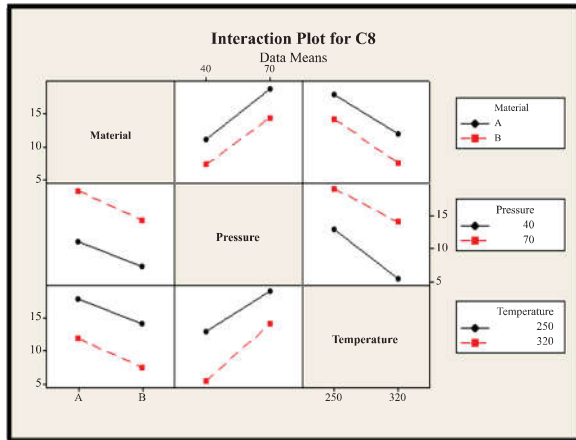 Interaction Plot for C8
Data Means
40 70
15
10
5
Material
Material
A
B
Pressure
15
10
5
Pressure
40
70
15
10
5
Temperature
Temperature
250
320
A B
250 320